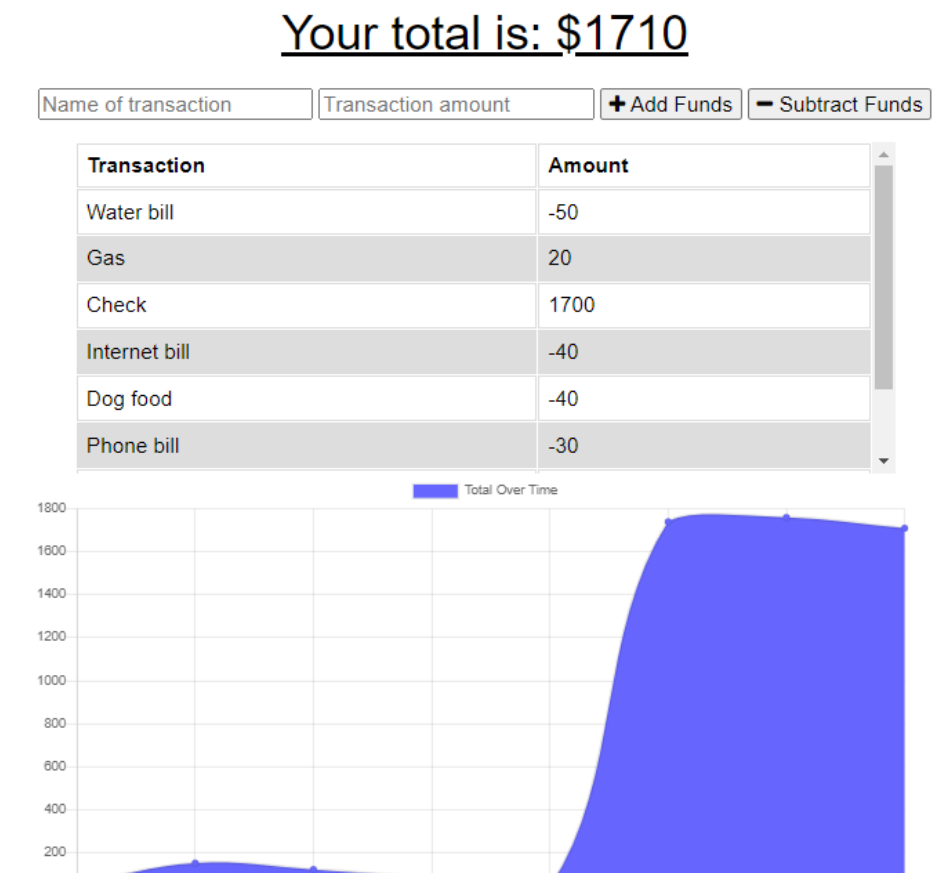 Your total is: $1710
Name of transaction Transaction amount + Add Funds − Subtract Funds
Transaction Amount
Water bill -50
Gas 20
Check 1700
Internet bill -40
Dog food -40
Phone bill -30
Total Over Time
1800
1600
1400
1200
1000
800
600
400
200